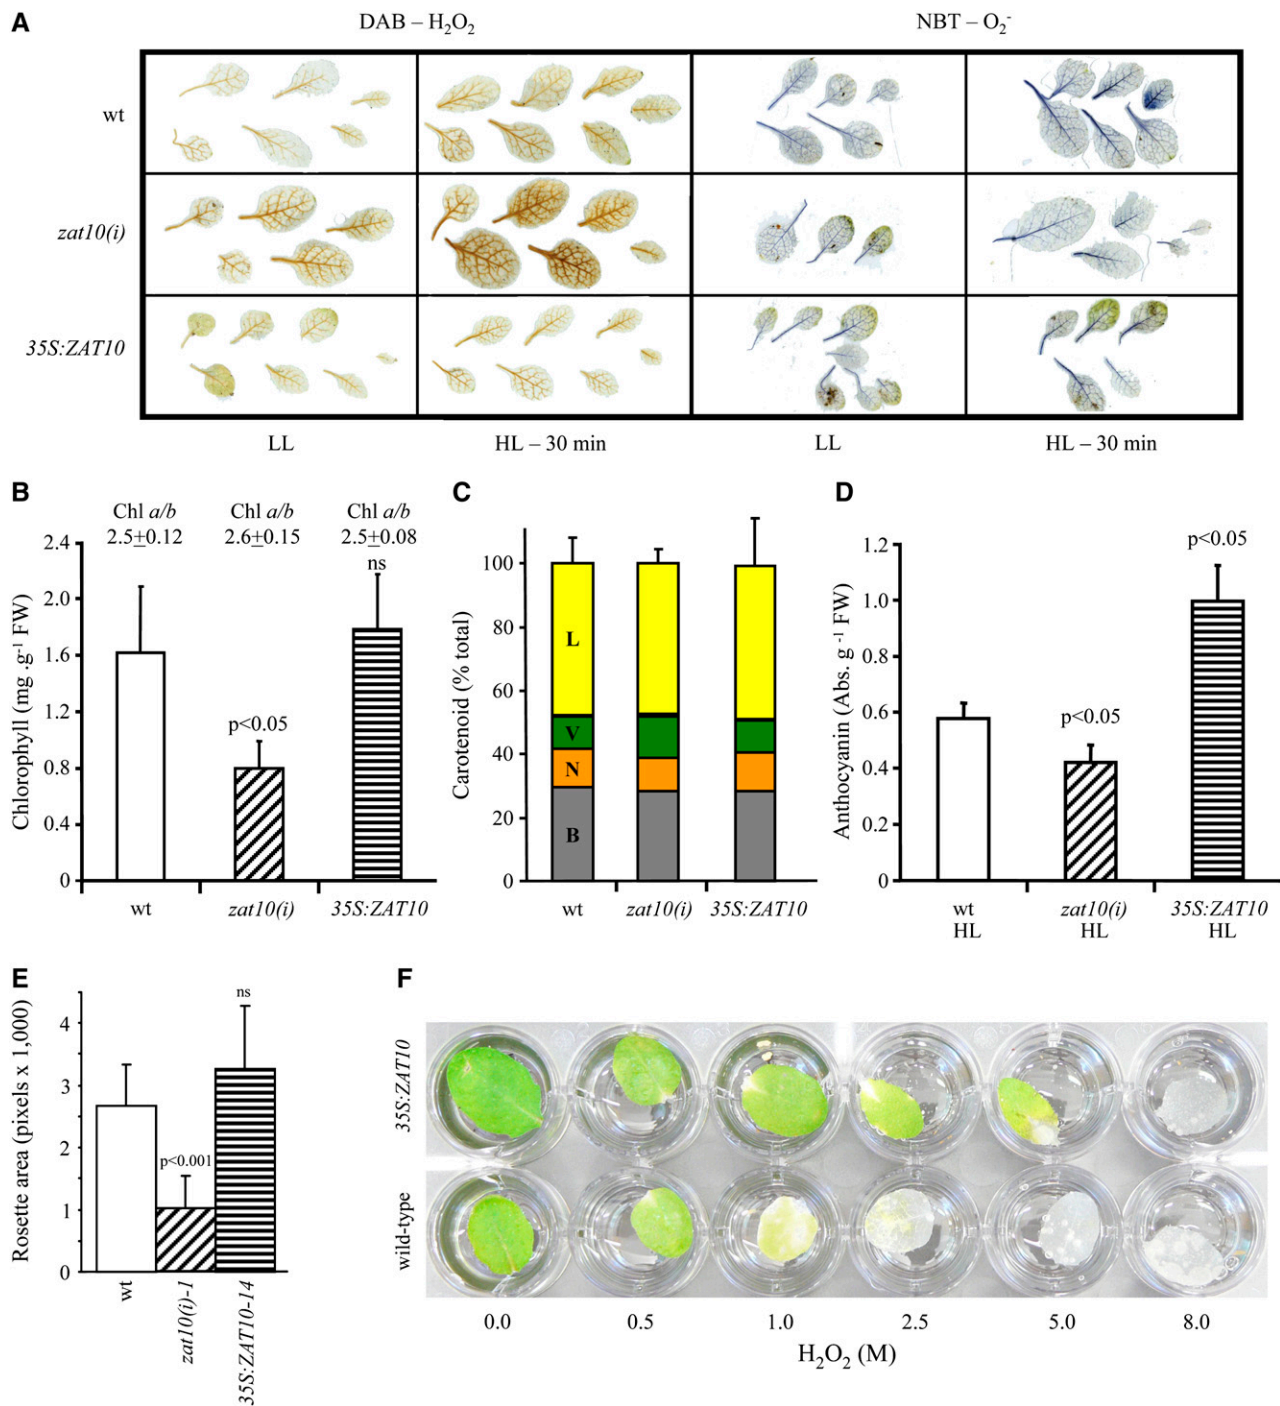 A
DAB – H₂O₂
NBT – O₂⁻
wt
zat10(i)
35S:ZAT10
LL
HL – 30 min
LL
HL – 30 min
B
Chl a/b
2.5±0.12
Chl a/b
2.6±0.15
Chl a/b
2.5±0.08
ns
p<0.05
Chlorophyll (mg .g⁻¹ FW)
2.4
2.0
1.6
1.2
0.8
0.4
0
wt
zat10(i)
35S:ZAT10
C
Carotenoid (% total)
100
80
60
40
20
0
L
V
N
B
wt
zat10(i)
35S:ZAT10
D
Anthocyanin (Abs. g⁻¹ FW)
1.2
1.0
0.8
0.6
0.4
0.2
0
p<0.05
p<0.05
wt
HL
zat10(i)
HL
35S:ZAT10
HL
E
Rosette area (pixels x 1,000)
4
3
2
1
0
p<0.001
ns
wt
zat10(i)-1
35S:ZAT10-14
F
35S:ZAT10
wild-type
0.0
0.5
1.0
2.5
5.0
8.0
H₂O₂ (M)